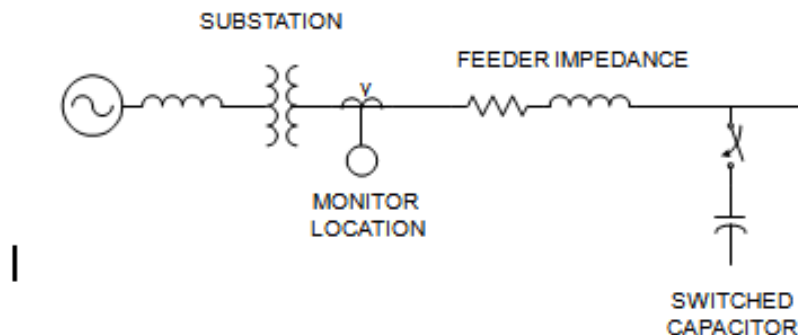 SUBSTATION
FEEDER IMPEDANCE
V
MONITOR
LOCATION
SWITCHED
CAPACITOR